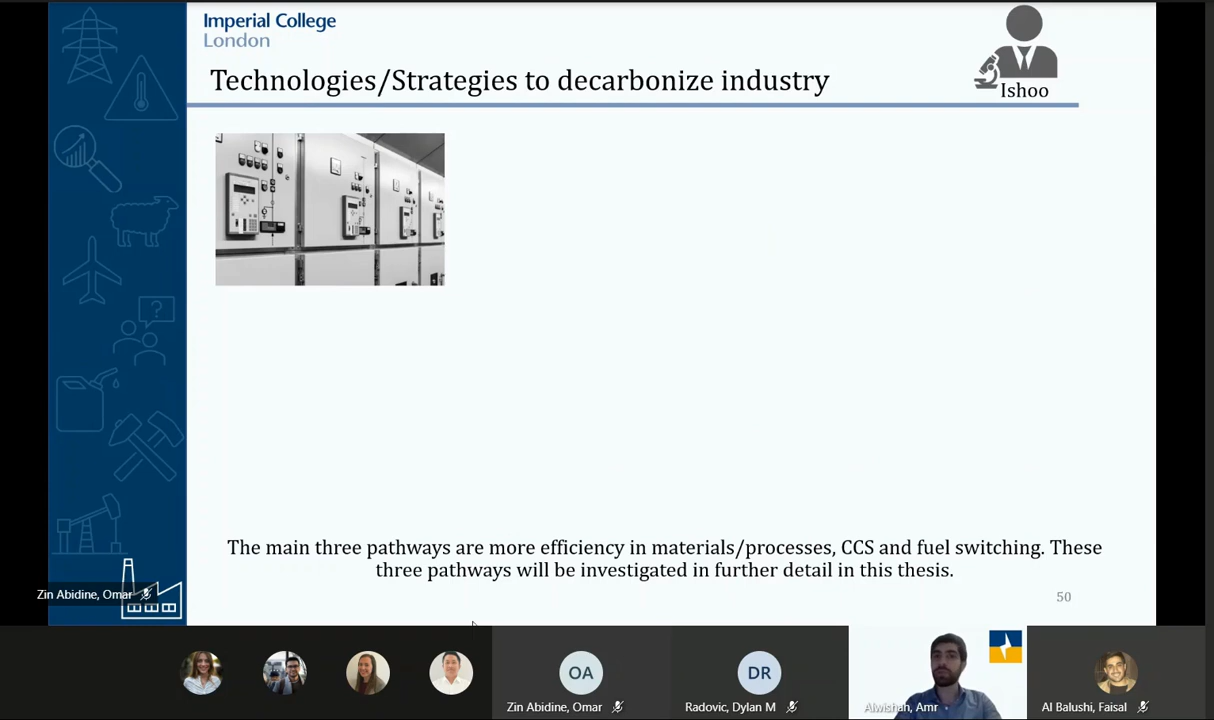 Imperial College
London
Technologies/Strategies to decarbonize industry
Ishoo
?
The main three pathways are more efficiency in materials/processes, CCS and fuel switching. These
three pathways will be investigated in further detail in this thesis.
50
Zin Abidine, Omar
OA
Zin Abidine, Omar
DR
Radovic, Dylan M
Alwishah, Amr
Al Balushi, Faisal